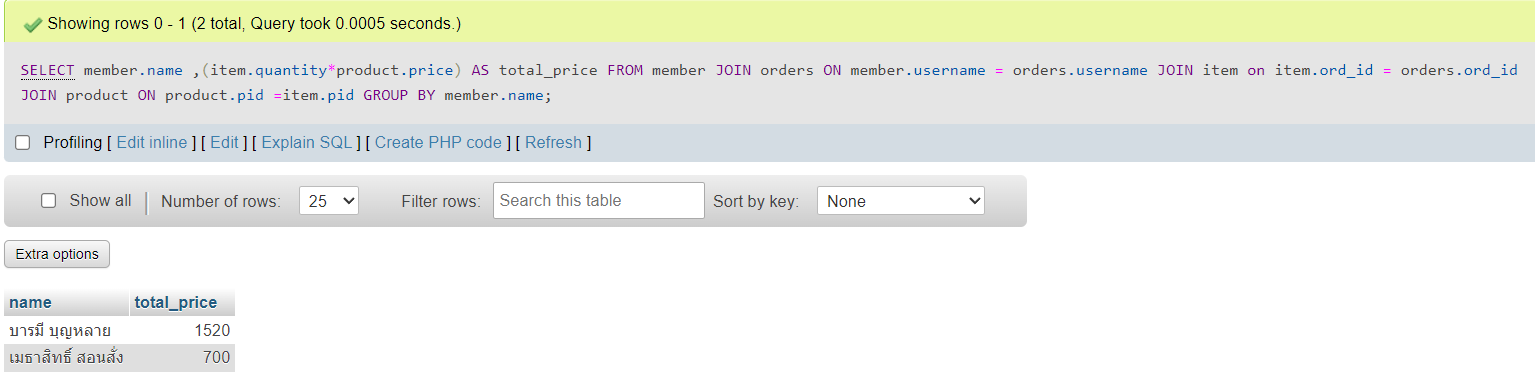 Showing rows 0 - 1 (2 total, Query took 0.0005 seconds.)
SELECT member.name ,(item.quantity*product.price) AS total_price FROM member JOIN orders ON member.username = orders.username JOIN item on item.ord_id = orders.ord_id
JOIN product ON product.pid =item.pid GROUP BY member.name;
Profiling [ Edit inline ] [ Edit ] [ Explain SQL ] [ Create PHP code ] [ Refresh ]
Show all | Number of rows: 25 Filter rows: Search this table Sort by key: None
Extra options
name total_price
บารมี บุญหลาย 1520
เมธาสิทธิ์ สอนสั่ง 700